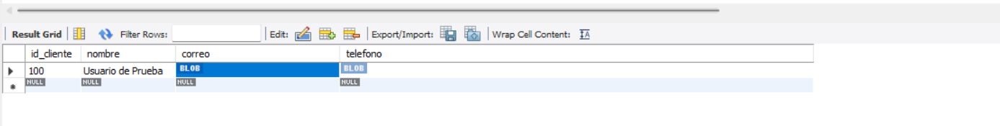 Result Grid Filter Rows: Edit: Export/Import: Wrap Cell Content:
id_cliente nombre correo telefono
100 Usuario de Prueba BLOB BLOB
NULL NULL NULL NULL